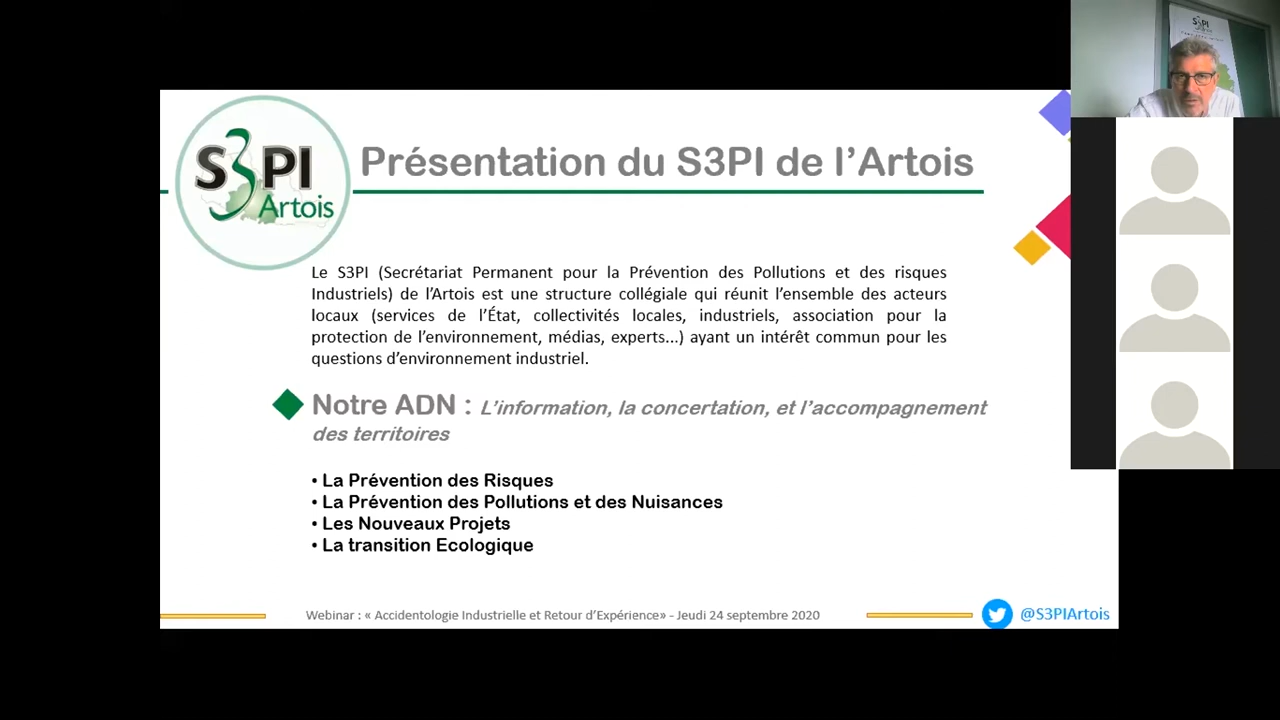 S3PI
S3PI
Artois
Présentation du S3PI de l’Artois
Le S3PI (Secrétariat Permanent pour la Prévention des Pollutions et des risques
Industriels) de l’Artois est une structure collégiale qui réunit l’ensemble des acteurs
locaux (services de l’État, collectivités locales, industriels, association pour la
protection de l’environnement, médias, experts...) ayant un intérêt commun pour les
questions d’environnement industriel.
Notre ADN : L’information, la concertation, et l’accompagnement
des territoires
• La Prévention des Risques
• La Prévention des Pollutions et des Nuisances
• Les Nouveaux Projets
• La transition Ecologique
Webinar : « Accidentologie Industrielle et Retour d’Expérience» - Jeudi 24 septembre 2020
@S3PIArtois